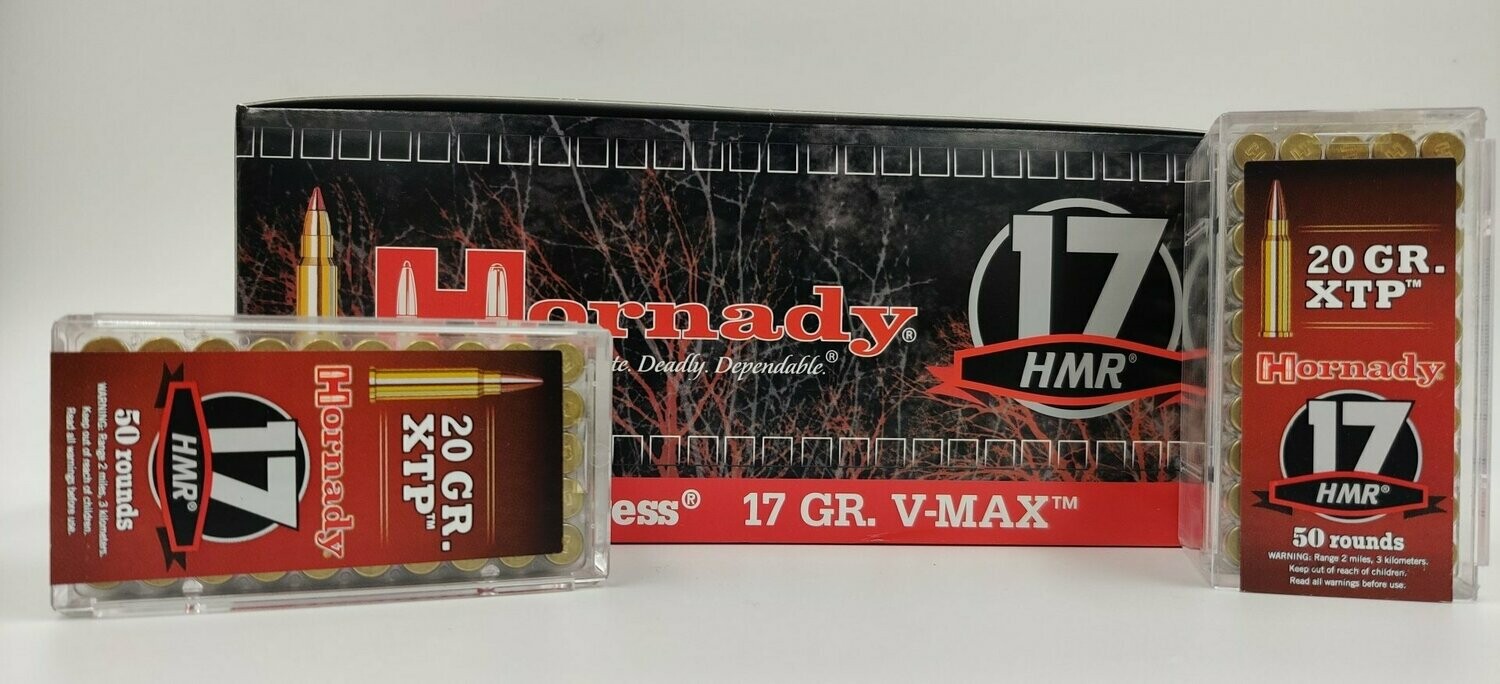 Hornady®
te. Deadly. Dependable.®
17
HMR®
ess® 17 GR. V-MAX™
20 GR.
XTP™
Hornady
17
HMR®
50 rounds
WARNING: Range 2 miles, 3 kilometers.
Keep out of reach of children.
Read all warnings before use.
20 GR.
XTP™
Hornady
17
HMR®
50 rounds
WARNING: Range 2 miles, 3 kilometers.
Keep out of reach of children.
Read all warnings before use.